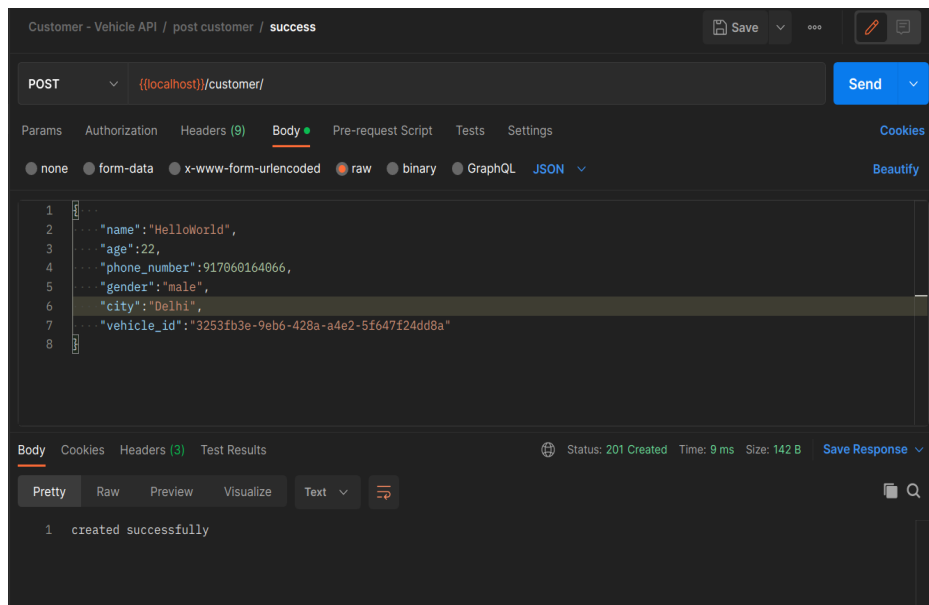 Customer - Vehicle API / post customer / success
Save
POST {{localhost}}/customer/ Send
Params Authorization Headers (9) Body Pre-request Script Tests Settings Cookies
none form-data x-www-form-urlencoded raw binary GraphQL JSON Beautify
1 {
2 "name":"HelloWorld",
3 "age":22,
4 "phone_number":917060164066,
5 "gender":"male",
6 "city":"Delhi",
7 "vehicle_id":"3253fb3e-9eb6-428a-a4e2-5f647f24dd8a"
8 }
Body Cookies Headers (3) Test Results Status: 201 Created Time: 9 ms Size: 142 B Save Response
Pretty Raw Preview Visualize Text
1 created successfully